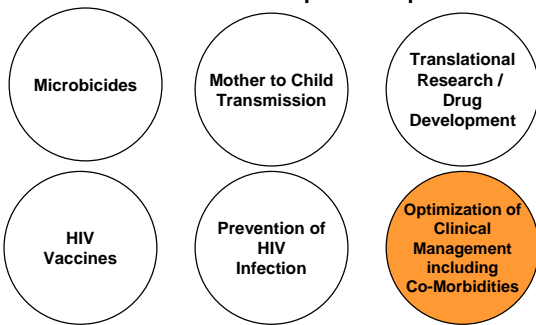 Microbicides
Mother to Child
Transmission
Translational
Research /
Drug
Development
HIV
Vaccines
Prevention of
HIV
Infection
Optimization of
Clinical
Management
including
Co-Morbidities